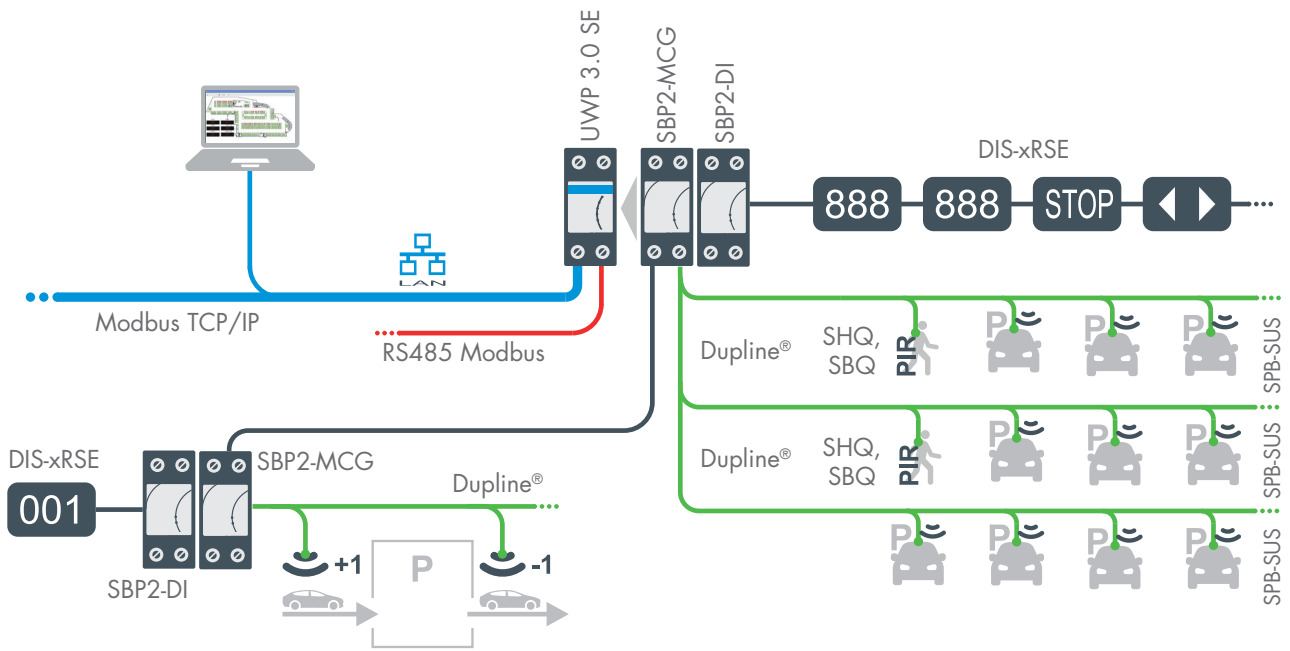 UWP 3.0 SE
SBP2-MCG
SBP2-DI
DIS-xRSE
888
888
STOP
LAN
Modbus TCP/IP
RS485 Modbus
Dupline®
SHQ,
SBQ
PIR
P
P
P
SPB-SUS
Dupline®
SHQ,
SBQ
PIR
P
P
P
SPB-SUS
P
P
P
P
SPB-SUS
DIS-xRSE
001
SBP2-MCG
SBP2-DI
Dupline®
+1
P
-1